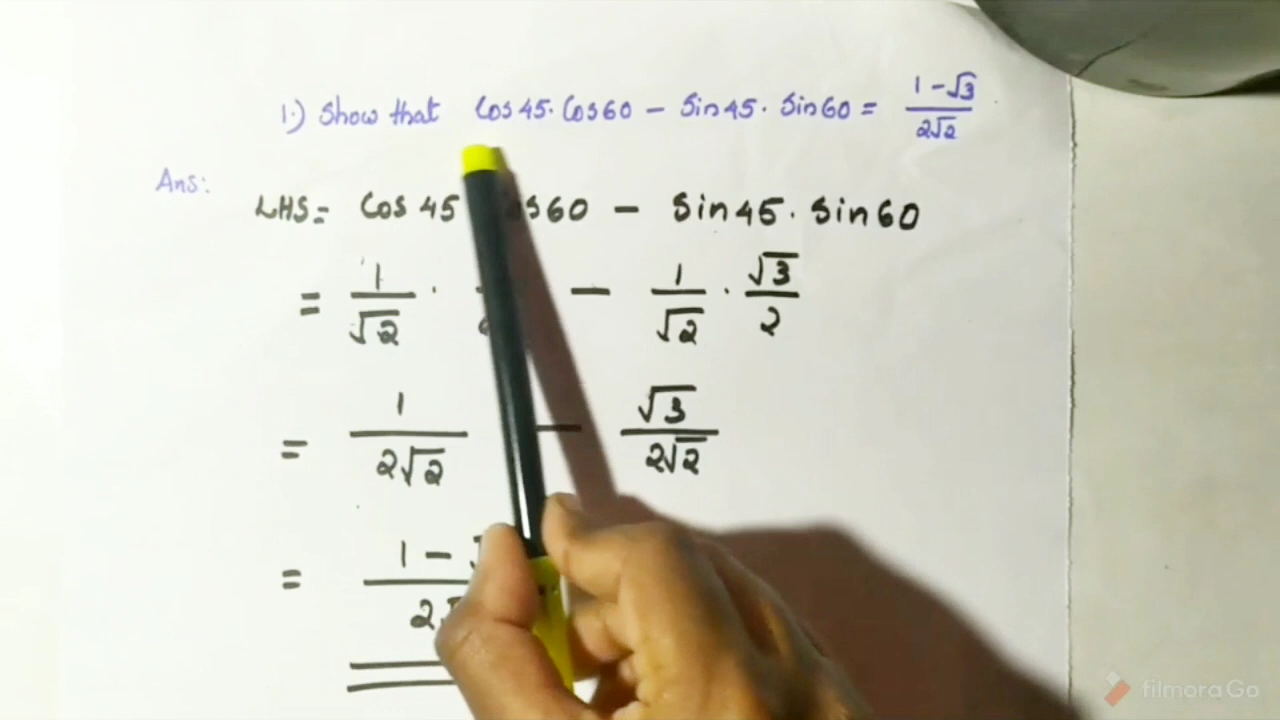 1.) Show that Cos 45 · Cos 60 – Sin 45 · Sin 60 = (1 – √3)/(2√2)
Ans:
LHS = Cos 45 60 – Sin 45 · Sin 60
= 1/√2 · – 1/√2 · √3/2
= 1/(2√2) – √3/(2√2)
= 1 – / 2
filmora Go